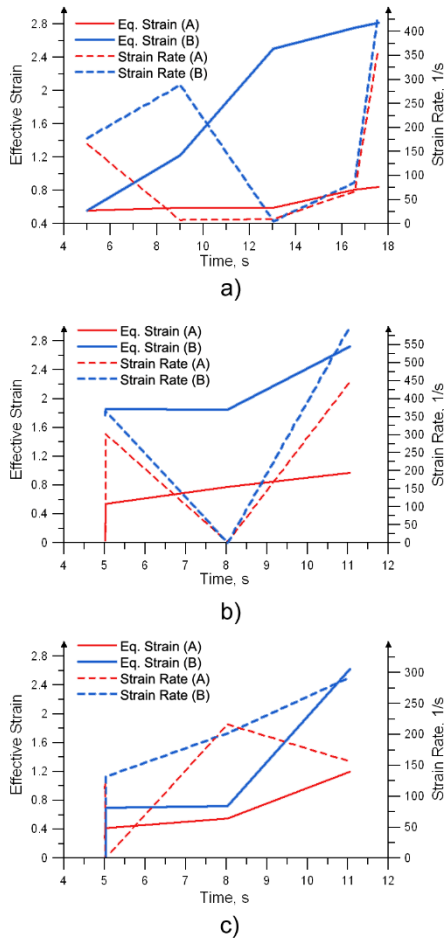 Eq. Strain (A)
Eq. Strain (B)
Strain Rate (A)
Strain Rate (B)
Effective Strain
2.8
2.4
2
1.6
1.2
0.8
0.4
Strain Rate, 1/s
400
350
300
250
200
150
100
50
0
4 5 6 7 8 9 10 11 12 13 14 15 16 17 18
Time, s
a)
Eq. Strain (A)
Eq. Strain (B)
Strain Rate (A)
Strain Rate (B)
Effective Strain
2.8
2.4
2
1.6
1.2
0.8
0.4
0
Strain Rate, 1/s
550
500
450
400
350
300
250
200
150
100
50
0
4 5 6 7 8 9 10 11 12
Time, s
b)
Eq. Strain (A)
Eq. Strain (B)
Strain Rate (A)
Strain Rate (B)
Effective Strain
2.8
2.4
2
1.6
1.2
0.8
0.4
0
Strain Rate, 1/s
300
250
200
150
100
50
0
4 5 6 7 8 9 10 11 12
Time, s
c)